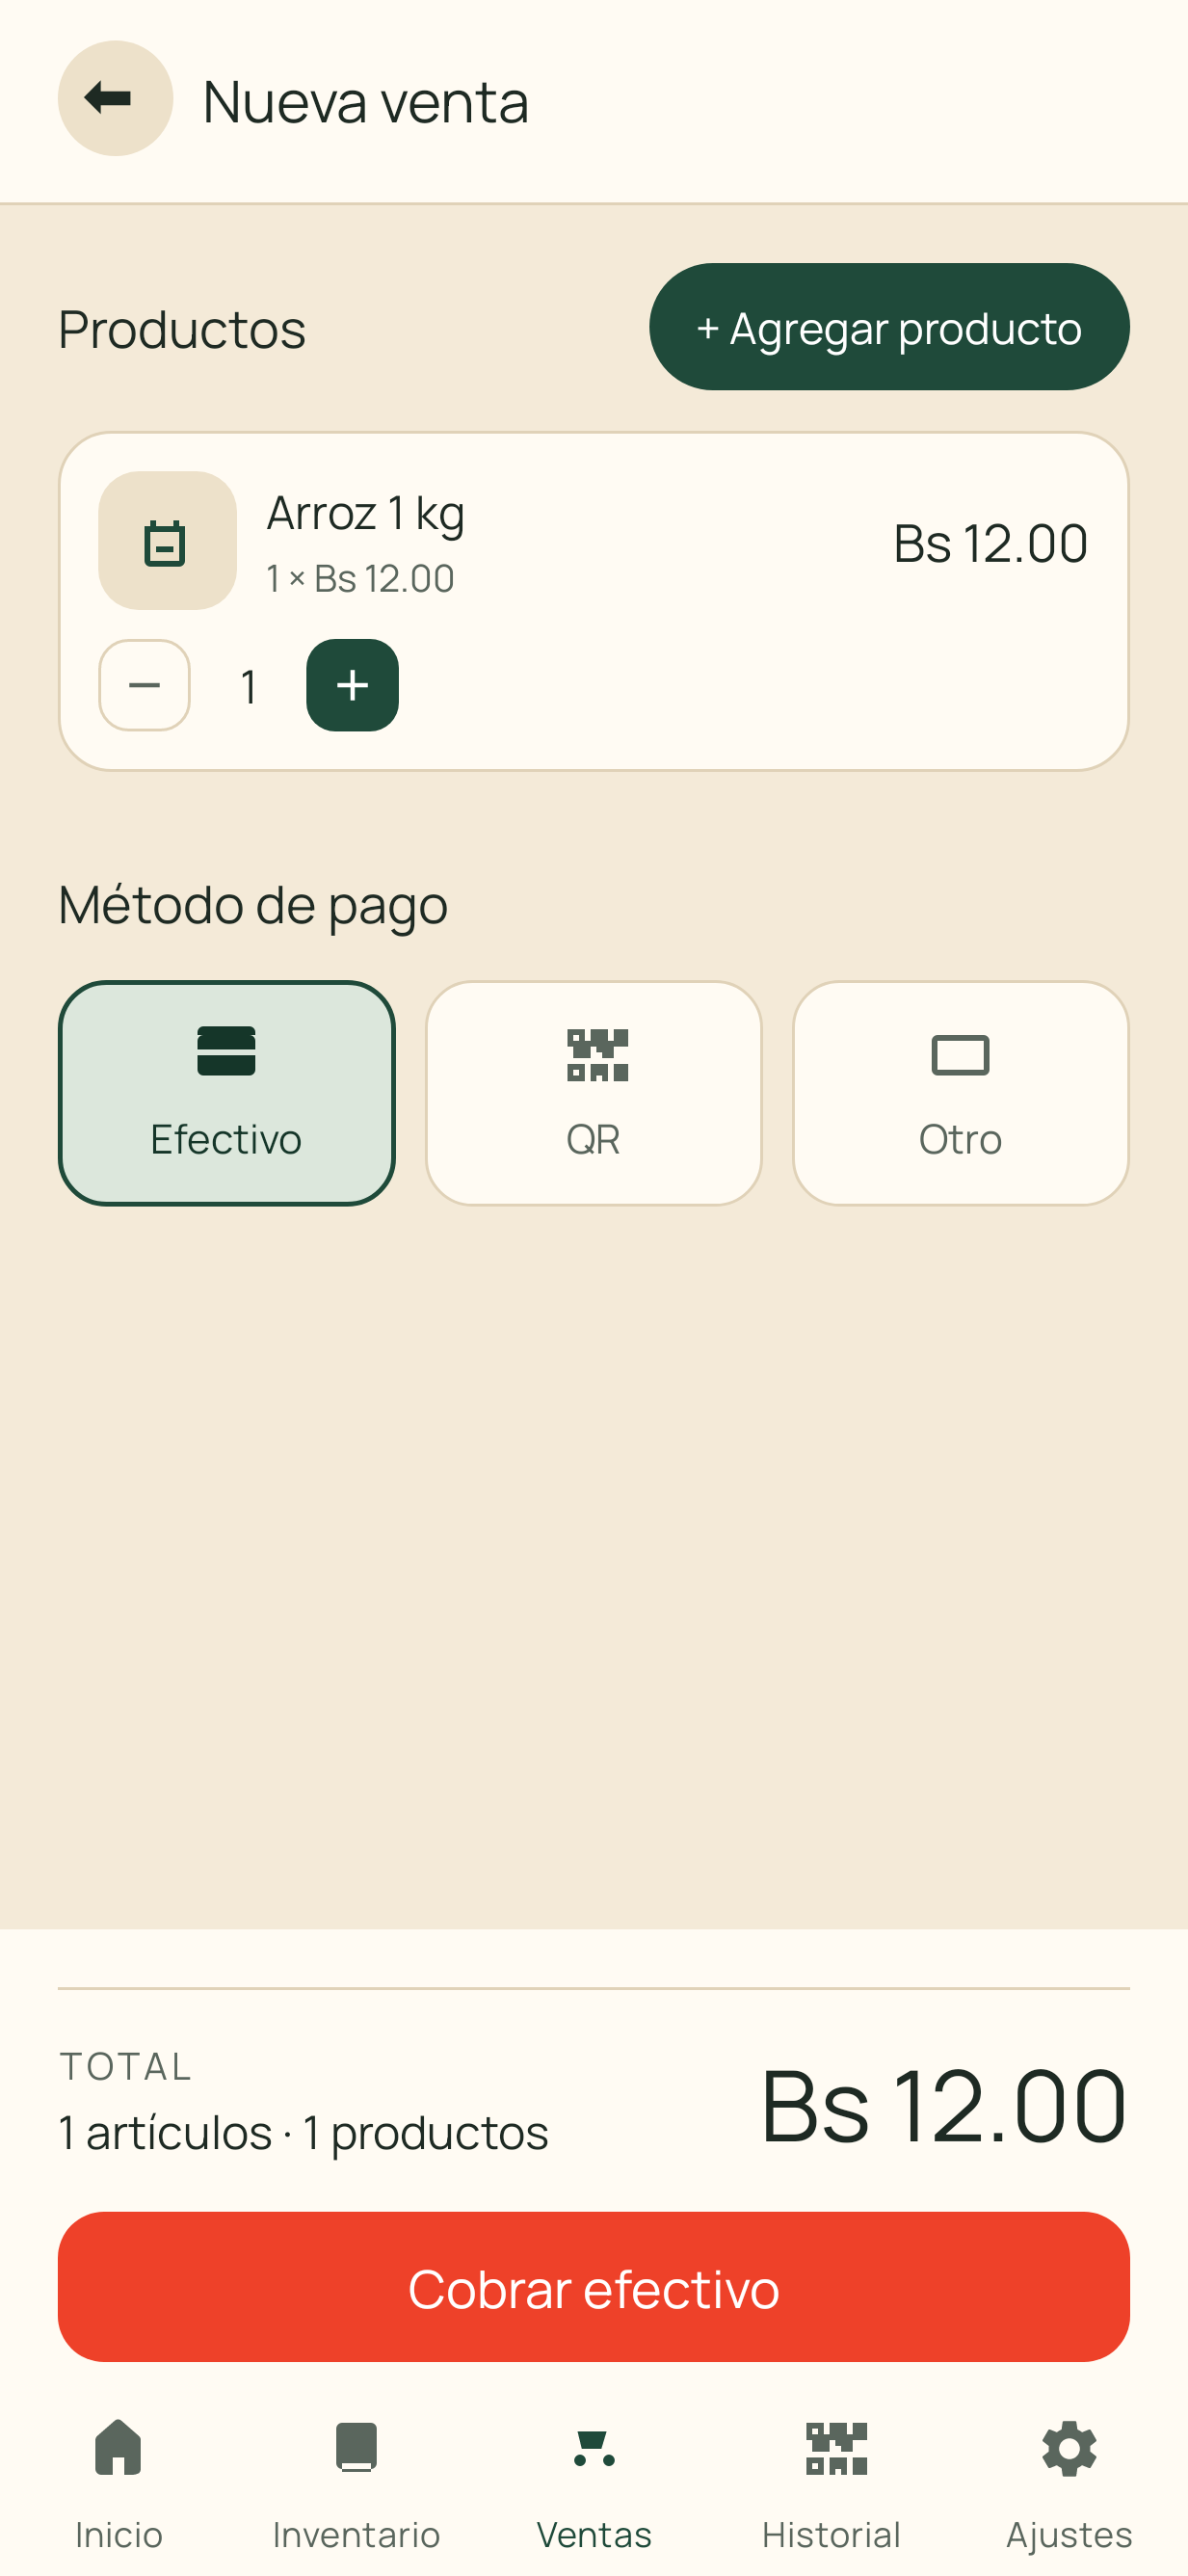 Nueva venta
Productos
+ Agregar producto
Arroz 1 kg
1 × Bs 12.00
Bs 12.00
1
Método de pago
Efectivo
QR
Otro
TOTAL
1 artículos · 1 productos
Bs 12.00
Cobrar efectivo
Inicio
Inventario
Ventas
Historial
Ajustes